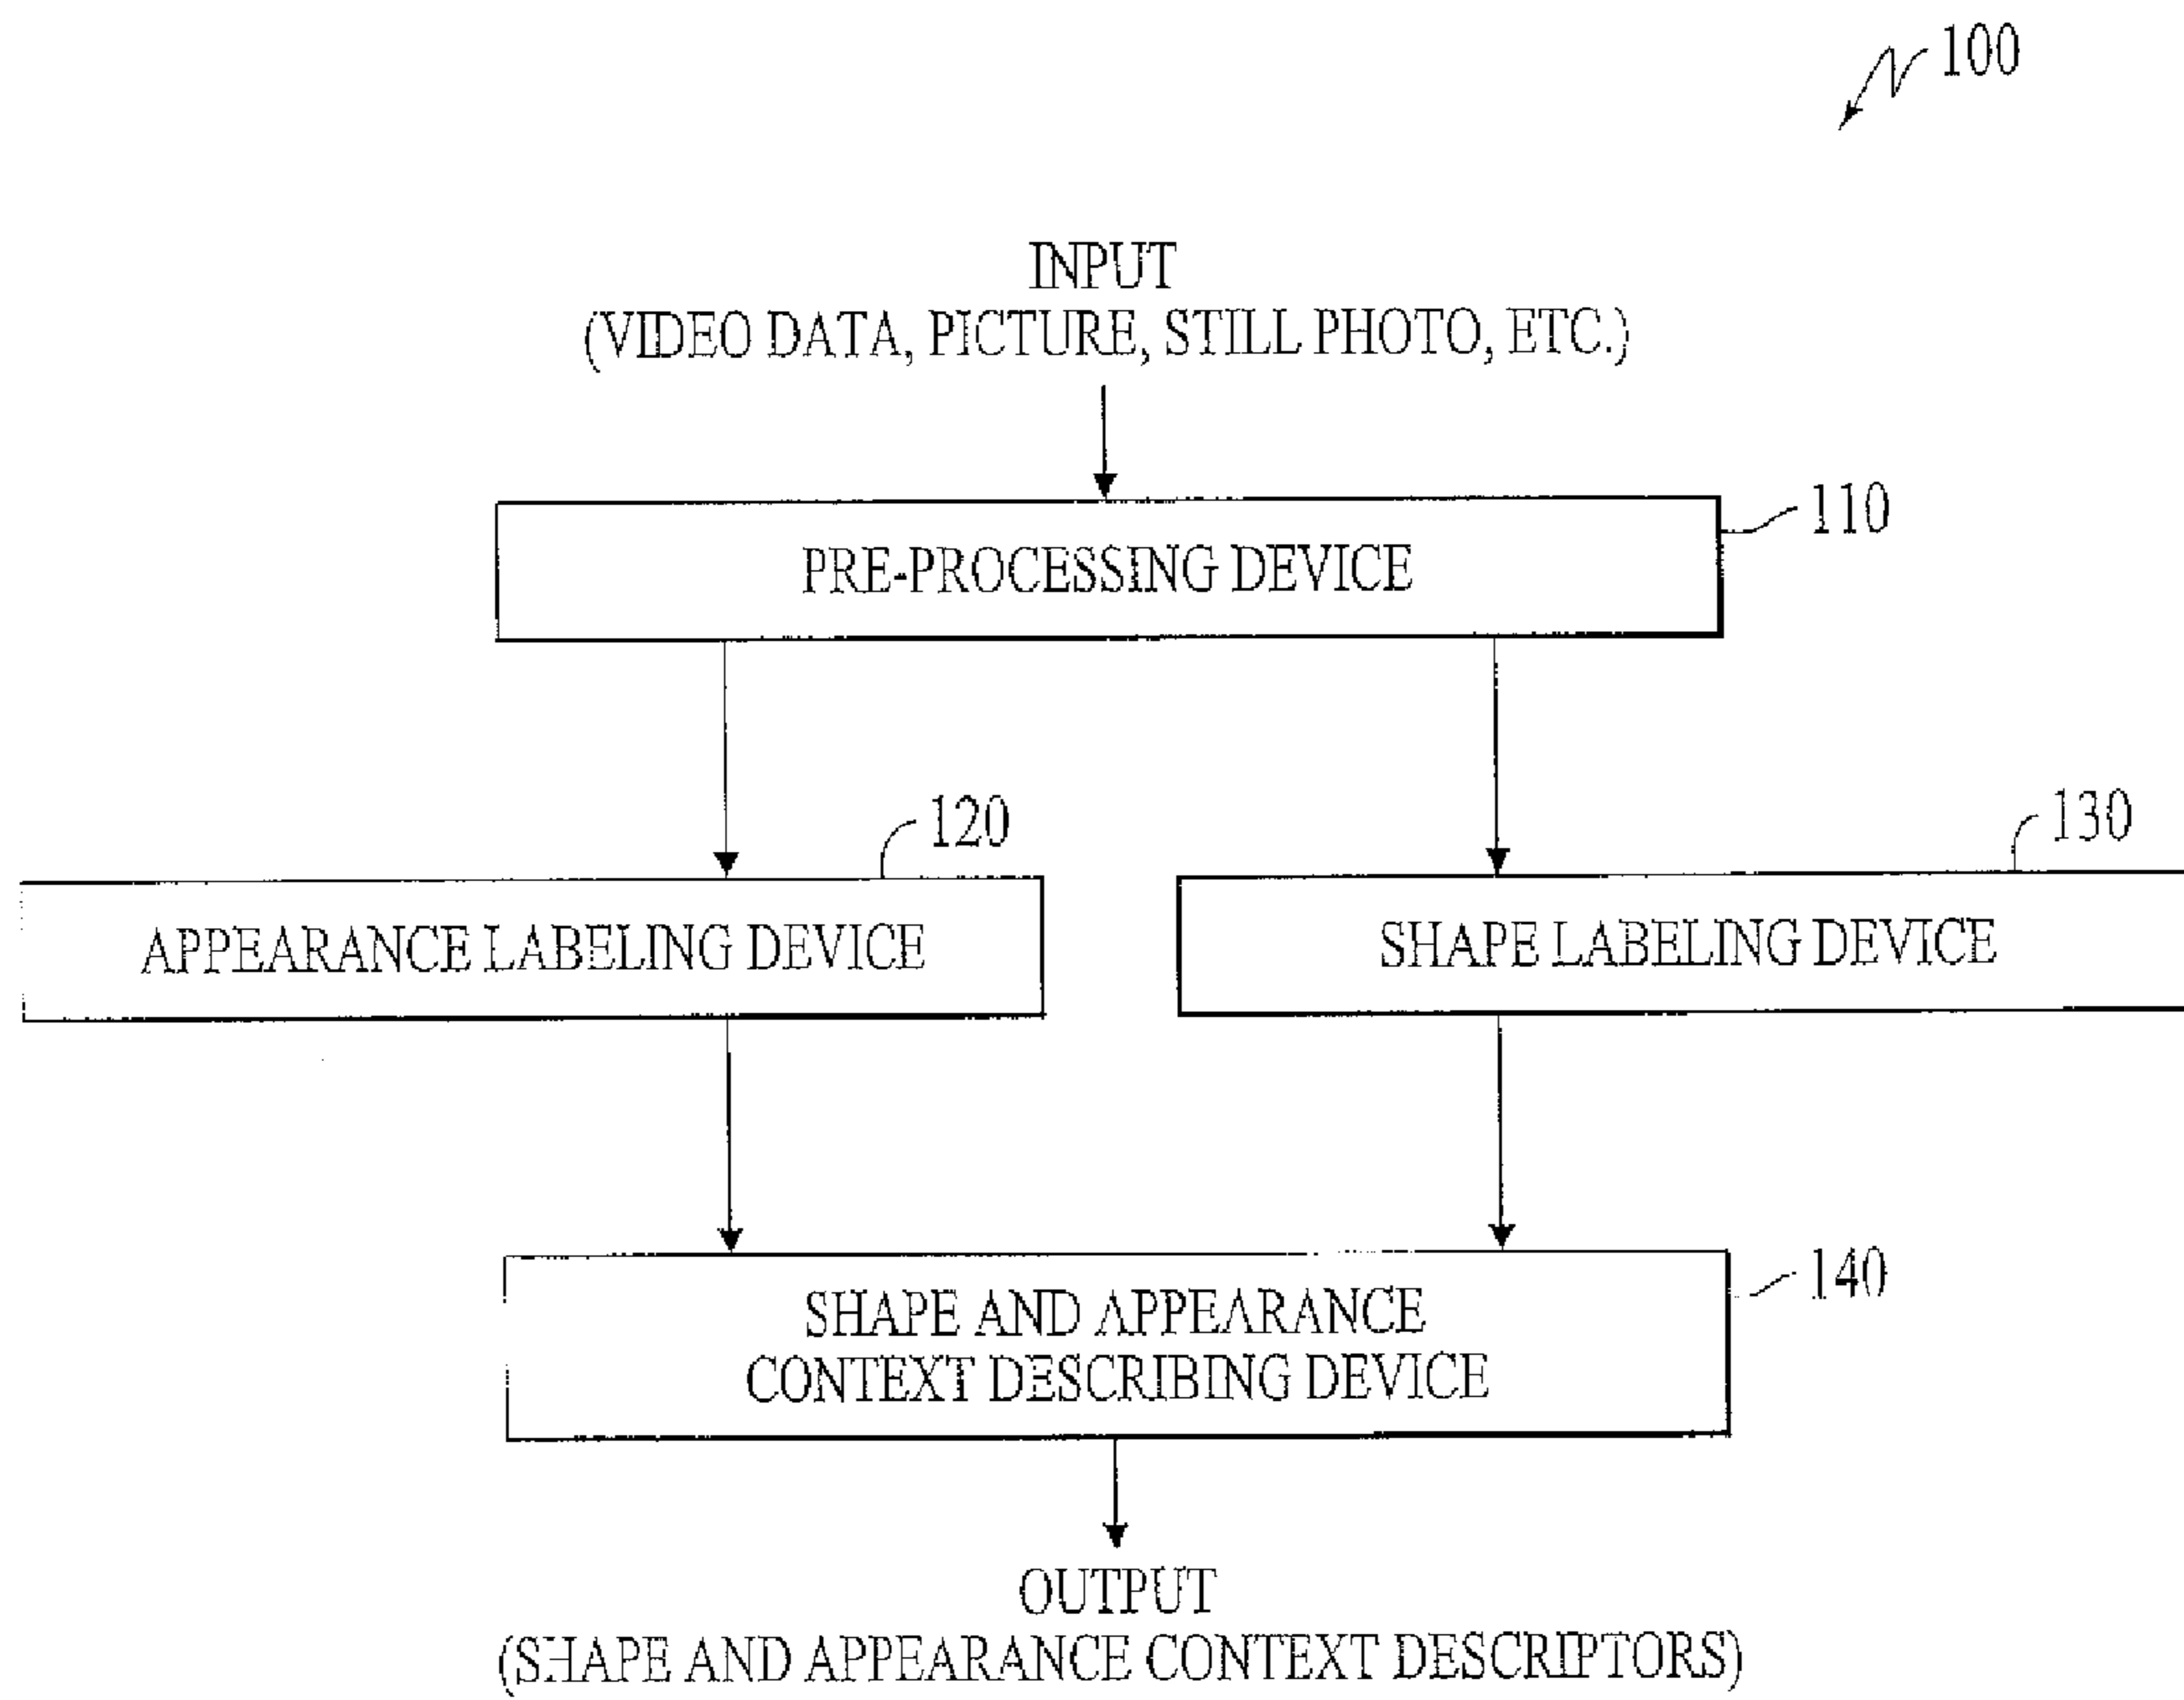 100
INPUT
(VIDEO DATA, PICTURE, STILL PHOTO, ETC.)
110
PRE-PROCESSING DEVICE
120
130
APPEARANCE LABELING DEVICE
SHAPE LABELING DEVICE
140
SHAPE AND APPEARANCE
CONTEXT DESCRIBING DEVICE
OUTPUT
(SHAPE AND APPEARANCE CONTEXT DESCRIPTORS)